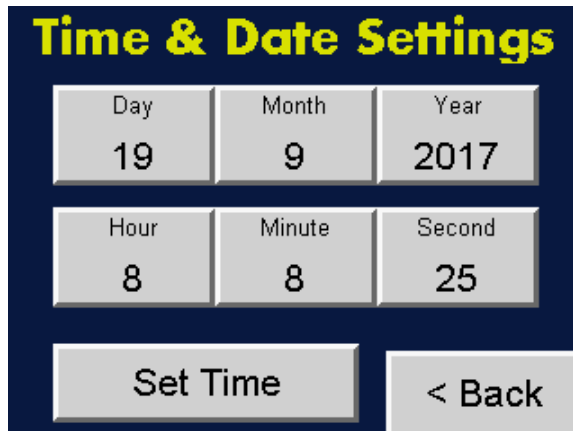 Time & Date Settings
Day Month Year
19 9 2017
Hour Minute Second
8 8 25
Set Time < Back